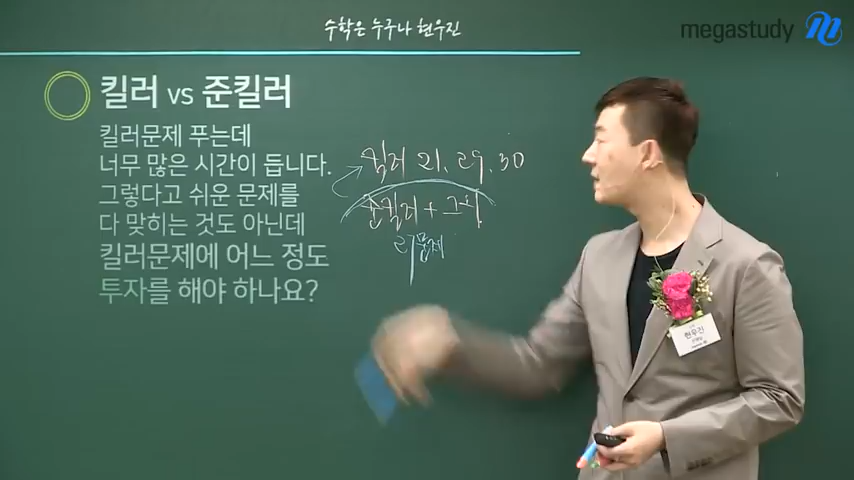 수학은 누구나 현우진
megastudy
킬러 vs 준킬러
킬러문제 푸는데
너무 많은 시간이 듭니다.
그렇다고 쉬운 문제를
다 맞히는 것도 아닌데
킬러문제에 어느 정도
투자를 해야 하나요?
킬러 21, 29, 30
준킬러 +
문제
현우진